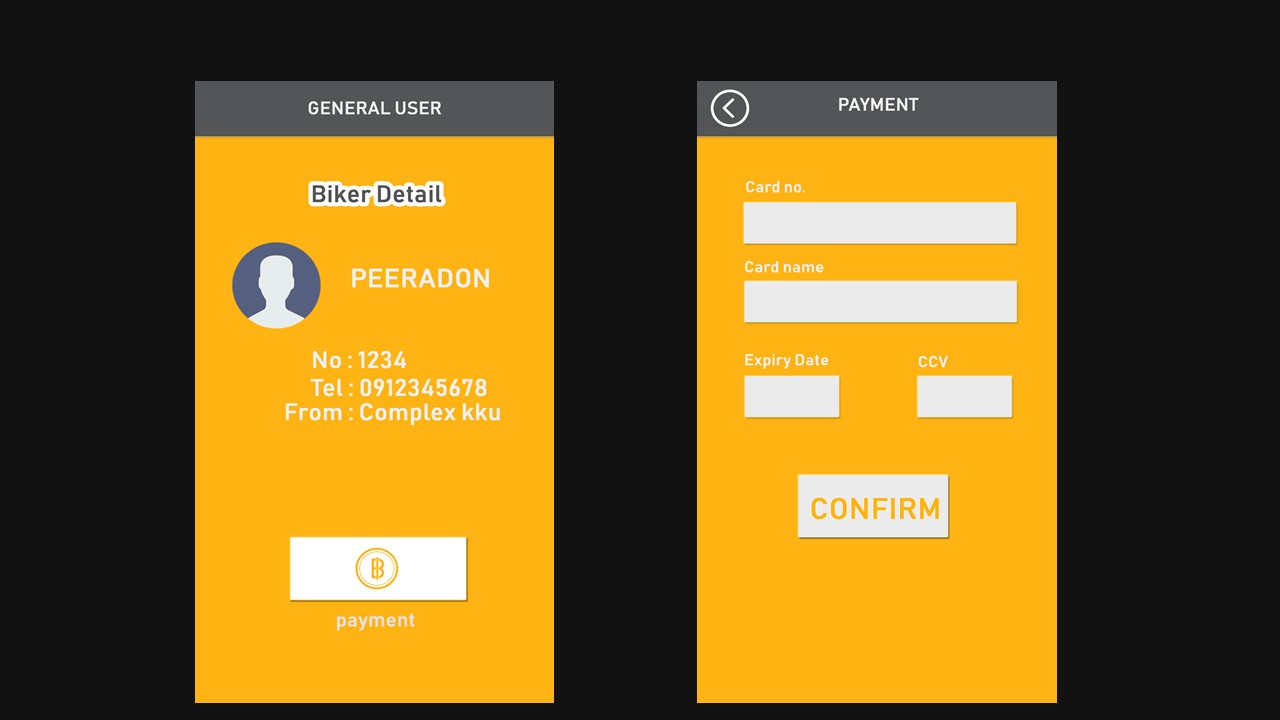 GENERAL USER
Biker Detail
PEERADON
No : 1234
Tel : 0912345678
From : Complex kku
payment
PAYMENT
Card no.
Card name
Expiry Date
CCV
CONFIRM